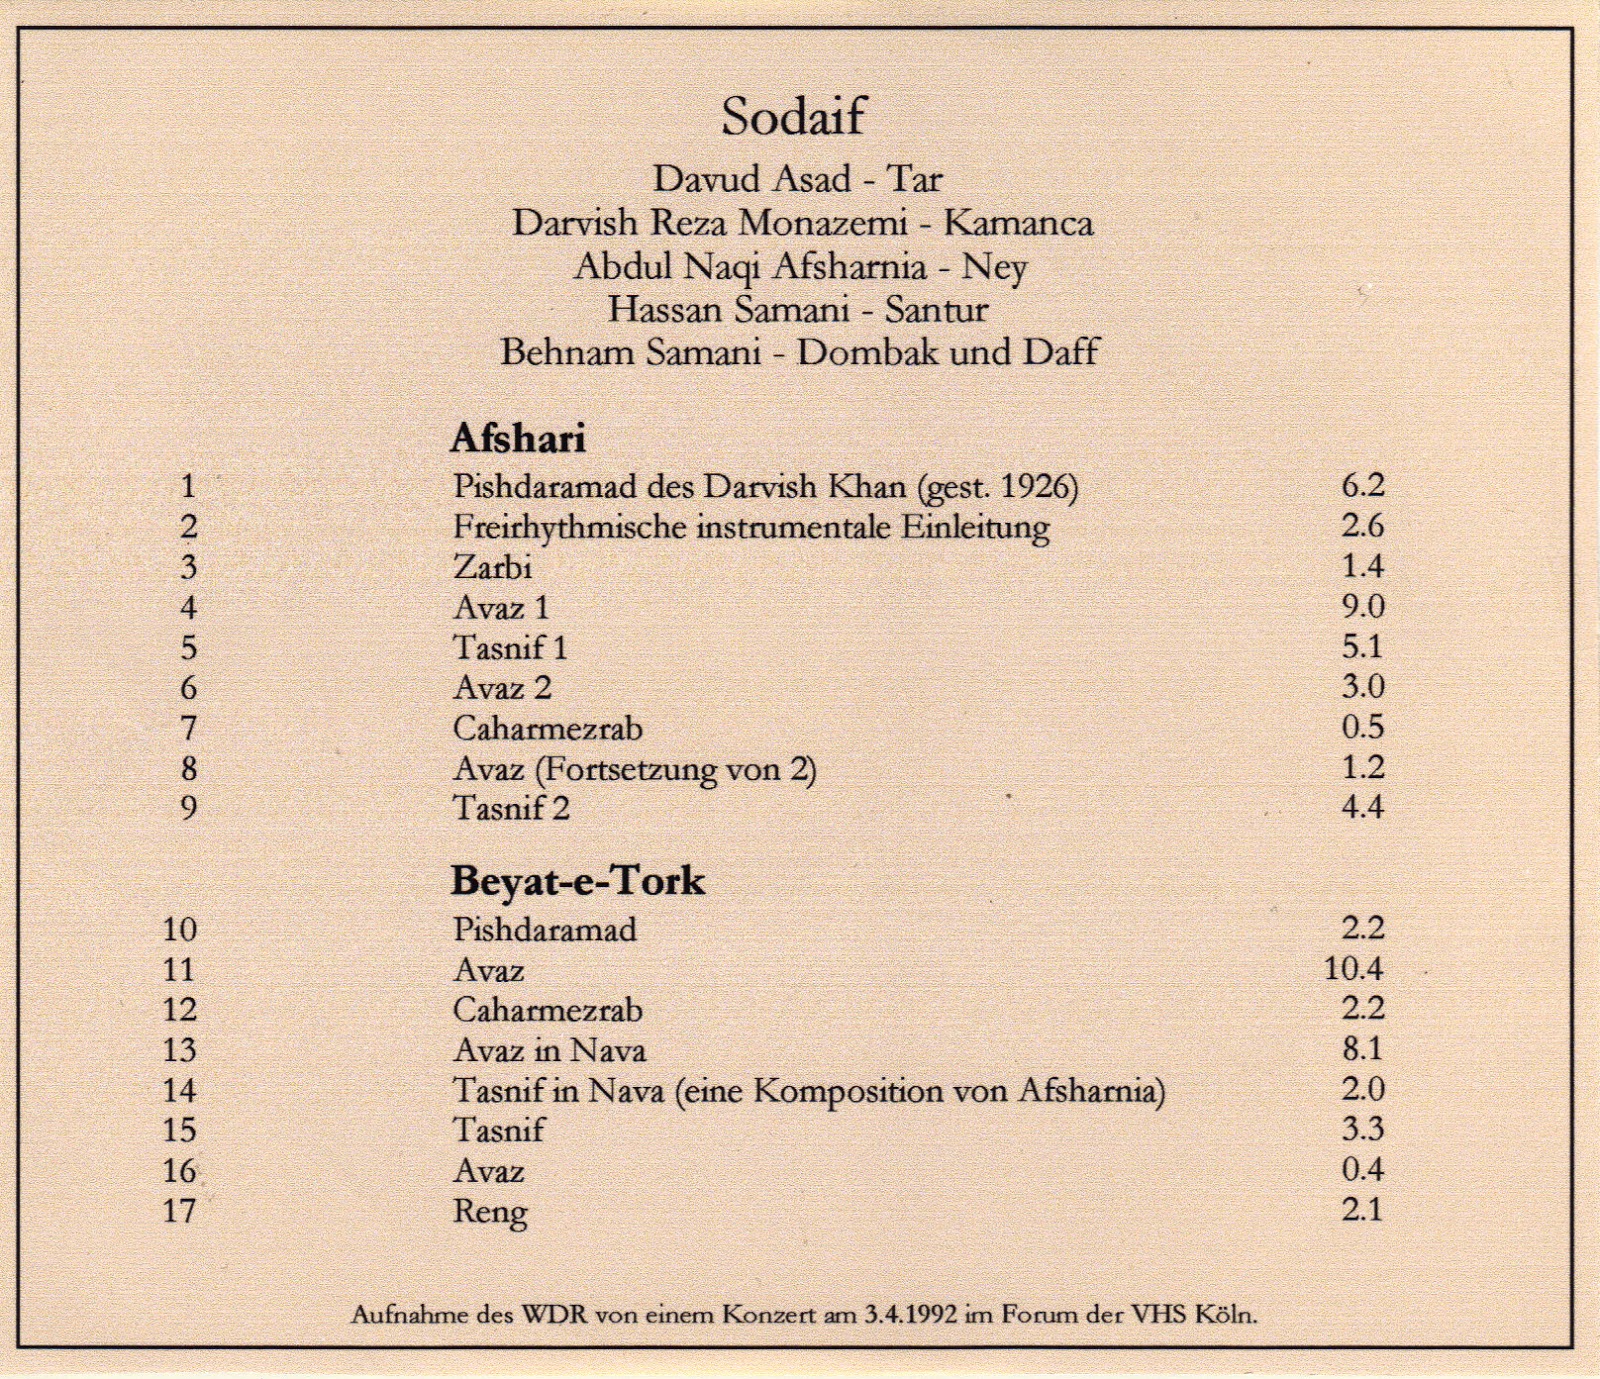 Sodaif
Davud Asad - Tar
Darvish Reza Monazemi - Kamanca
Abdul Naqi Afsharnia - Ney
Hassan Samani - Santur
Behnam Samani - Dombak und Daff
Afshari
1 Pishdaramad des Darvish Khan (gest. 1926) 6.2
2 Freirhythmische instrumentale Einleitung 2.6
3 Zarbi 1.4
4 Avaz 1 9.0
5 Tasnif 1 5.1
6 Avaz 2 3.0
7 Caharmezrab 0.5
8 Avaz (Fortsetzung von 2) 1.2
9 Tasnif 2 4.4
Beyat-e-Tork
10 Pishdaramad 2.2
11 Avaz 10.4
12 Caharmezrab 2.2
13 Avaz in Nava 8.1
14 Tasnif in Nava (eine Komposition von Afsharnia) 2.0
15 Tasnif 3.3
16 Avaz 0.4
17 Reng 2.1
Aufnahme des WDR von einem Konzert am 3.4.1992 im Forum der VHS Köln.